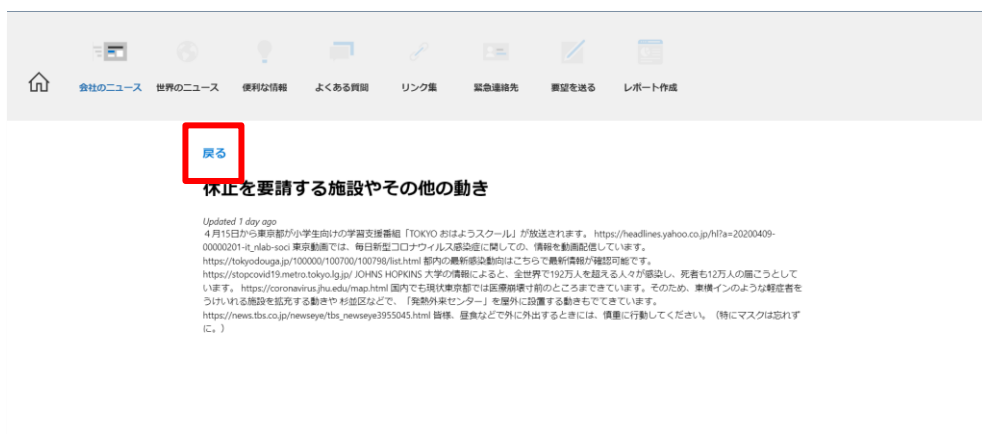 会社のニュース 世界のニュース 便利な情報 よくある質問 リンク集 緊急連絡先 要望を送る レポート作成
戻る
休止を要請する施設やその他の動き
Updated 1 day ago
４月15日から東京都が小学生向けの学習支援番組「TOKYO おはようスクール」が放送されます。 https://headlines.yahoo.co.jp/hl?a=20200409-
00000201-it_nlab-soci 東京動画では、毎日新型コロナウィルス感染症に関しての、情報を動画配信しています。
https://tokyodouga.jp/100000/100700/100798/list.html 都内の最新感染動向はこちらで最新情報が確認可能です。
https://stopcovid19.metro.tokyo.lg.jp/ JOHNS HOPKINS 大学の情報によると、全世界で192万人を超える人々が感染し、死者も12万人の届こうとして
います。 https://coronavirus.jhu.edu/map.html 国内でも現状東京都では医療崩壊寸前のところまできています。そのため、東横インのような軽症者を
うけいれる施設を拡充する動きや 杉並区などで、「発熱外来センター」を屋外に設置する動きもでてきています。
https://news.tbs.co.jp/newseye/tbs_newseye3955045.html 皆様、昼食などで外に外出するときには、慎重に行動してください。（特にマスクは忘れず
に。）